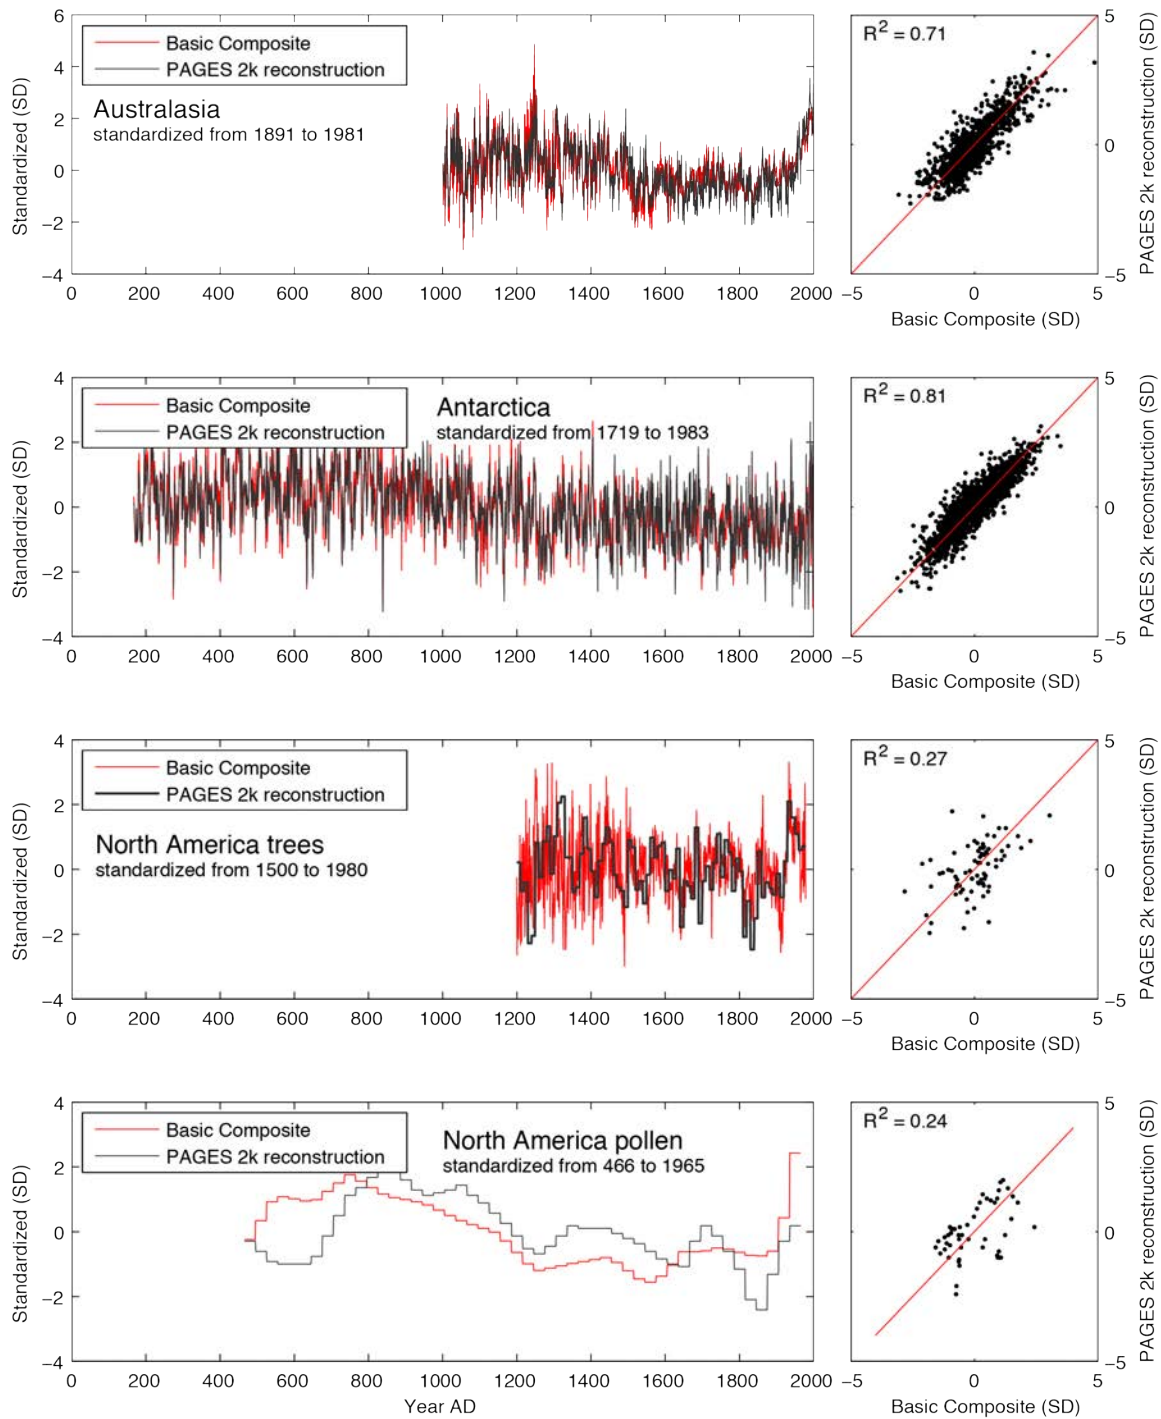 Standardized (SD)
6
4
2
0
−2
−4
Basic Composite
PAGES 2k reconstruction
Australasia
standardized from 1891 to 1981
0 200 400 600 800 1000 1200 1400 1600 1800 2000
R² = 0.71
5
0
−5
PAGES 2k reconstruction (SD)
−5 0 5
Basic Composite (SD)
Standardized (SD)
4
2
0
−2
−4
Basic Composite
PAGES 2k reconstruction
Antarctica
standardized from 1719 to 1983
0 200 400 600 800 1000 1200 1400 1600 1800 2000
R² = 0.81
5
0
−5
PAGES 2k reconstruction (SD)
−5 0 5
Basic Composite (SD)
Standardized (SD)
4
2
0
−2
−4
Basic Composite
PAGES 2k reconstruction
North America trees
standardized from 1500 to 1980
0 200 400 600 800 1000 1200 1400 1600 1800 2000
R² = 0.27
5
0
−5
PAGES 2k reconstruction (SD)
−5 0 5
Basic Composite (SD)
Standardized (SD)
4
2
0
−2
−4
Basic Composite
PAGES 2k reconstruction
North America pollen
standardized from 466 to 1965
0 200 400 600 800 1000 1200 1400 1600 1800 2000
Year AD
R² = 0.24
5
0
−5
PAGES 2k reconstruction (SD)
−5 0 5
Basic Composite (SD)